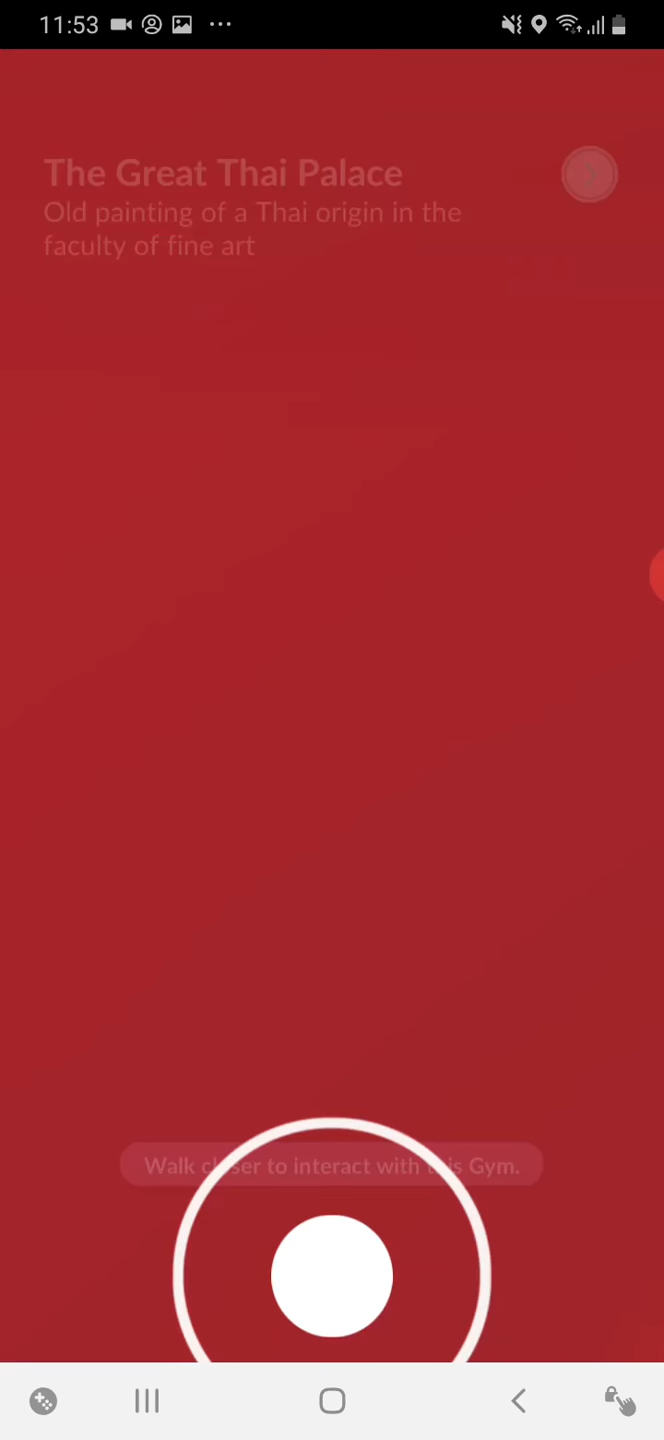 11:53
The Great Thai Palace
Old painting of a Thai origin in the
faculty of fine art
Walk closer to interact with this Gym.